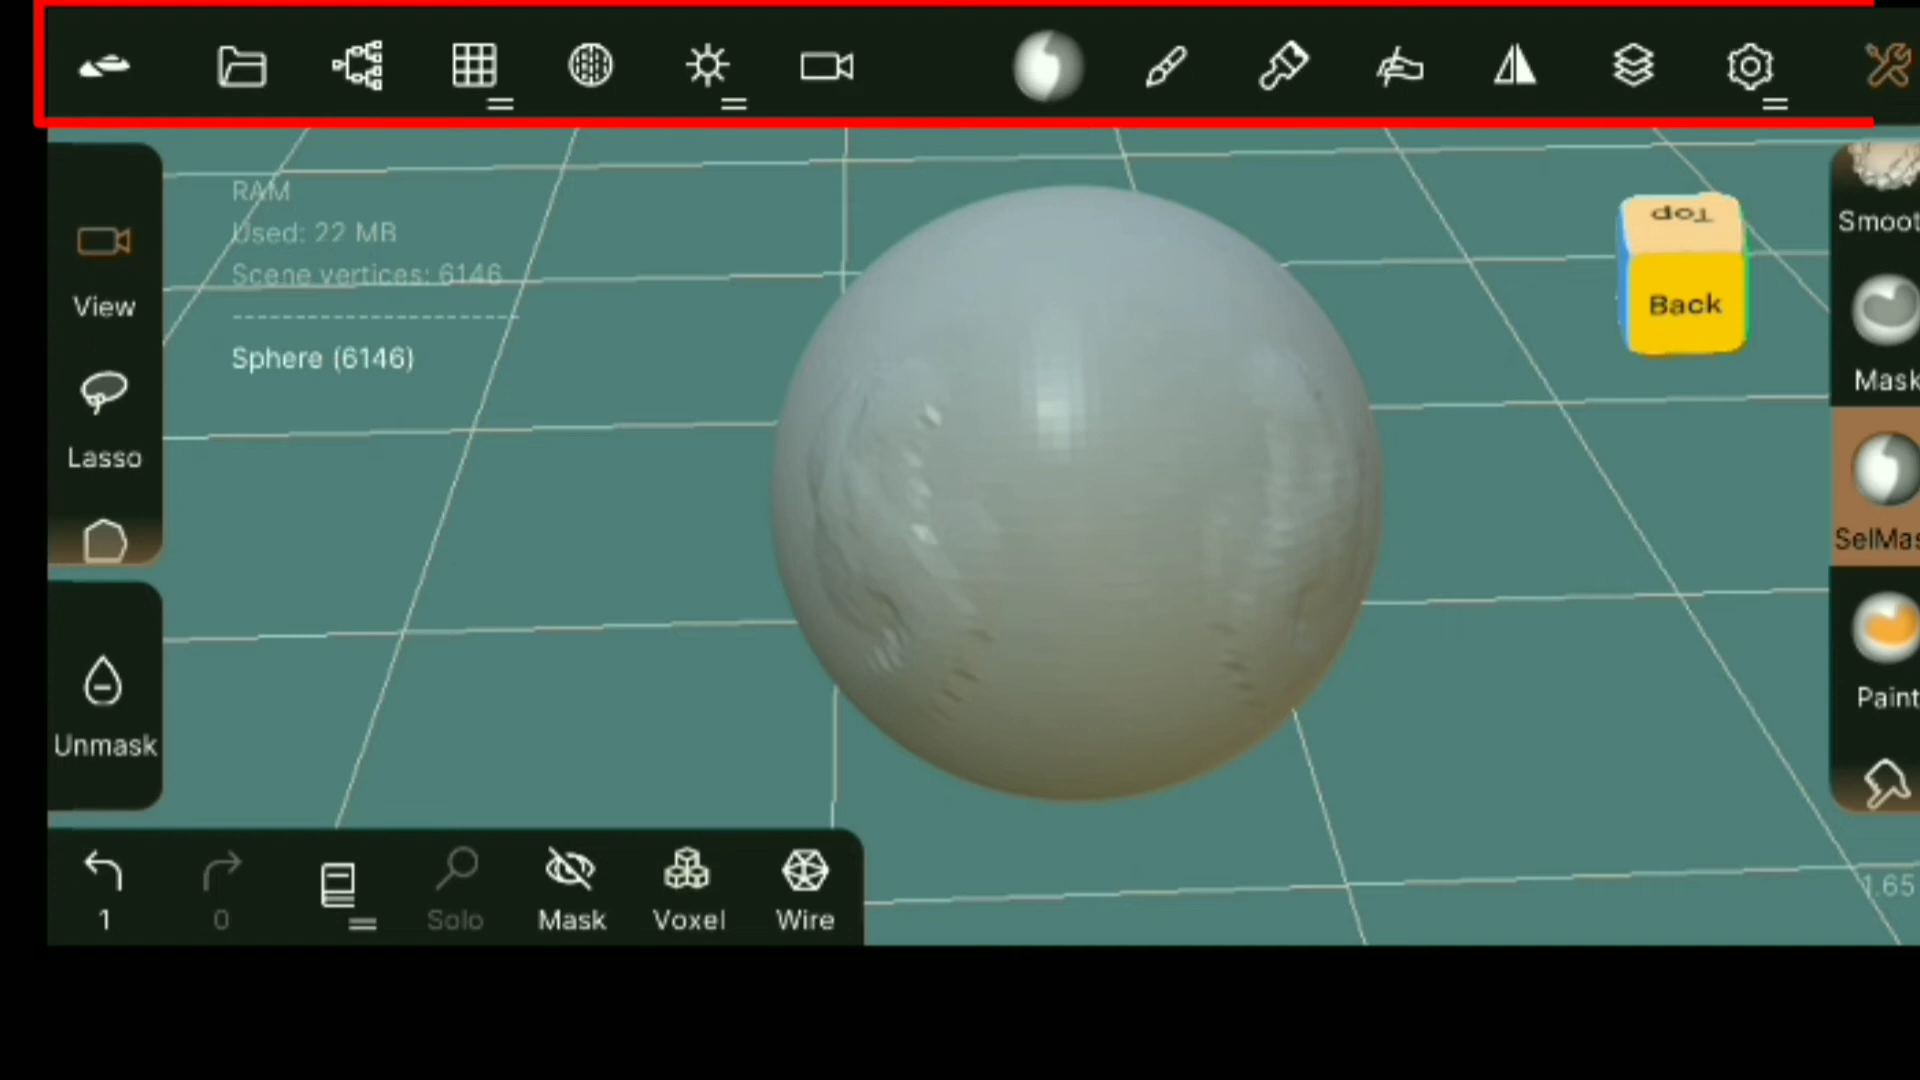 RAM
Used: 22 MB
Scene vertices: 6146
----------------------
Sphere (6146)
View
Lasso
Unmask
Top
Back
Smoot
Mask
SelMas
Paint
1.65
1
0
Solo
Mask
Voxel
Wire